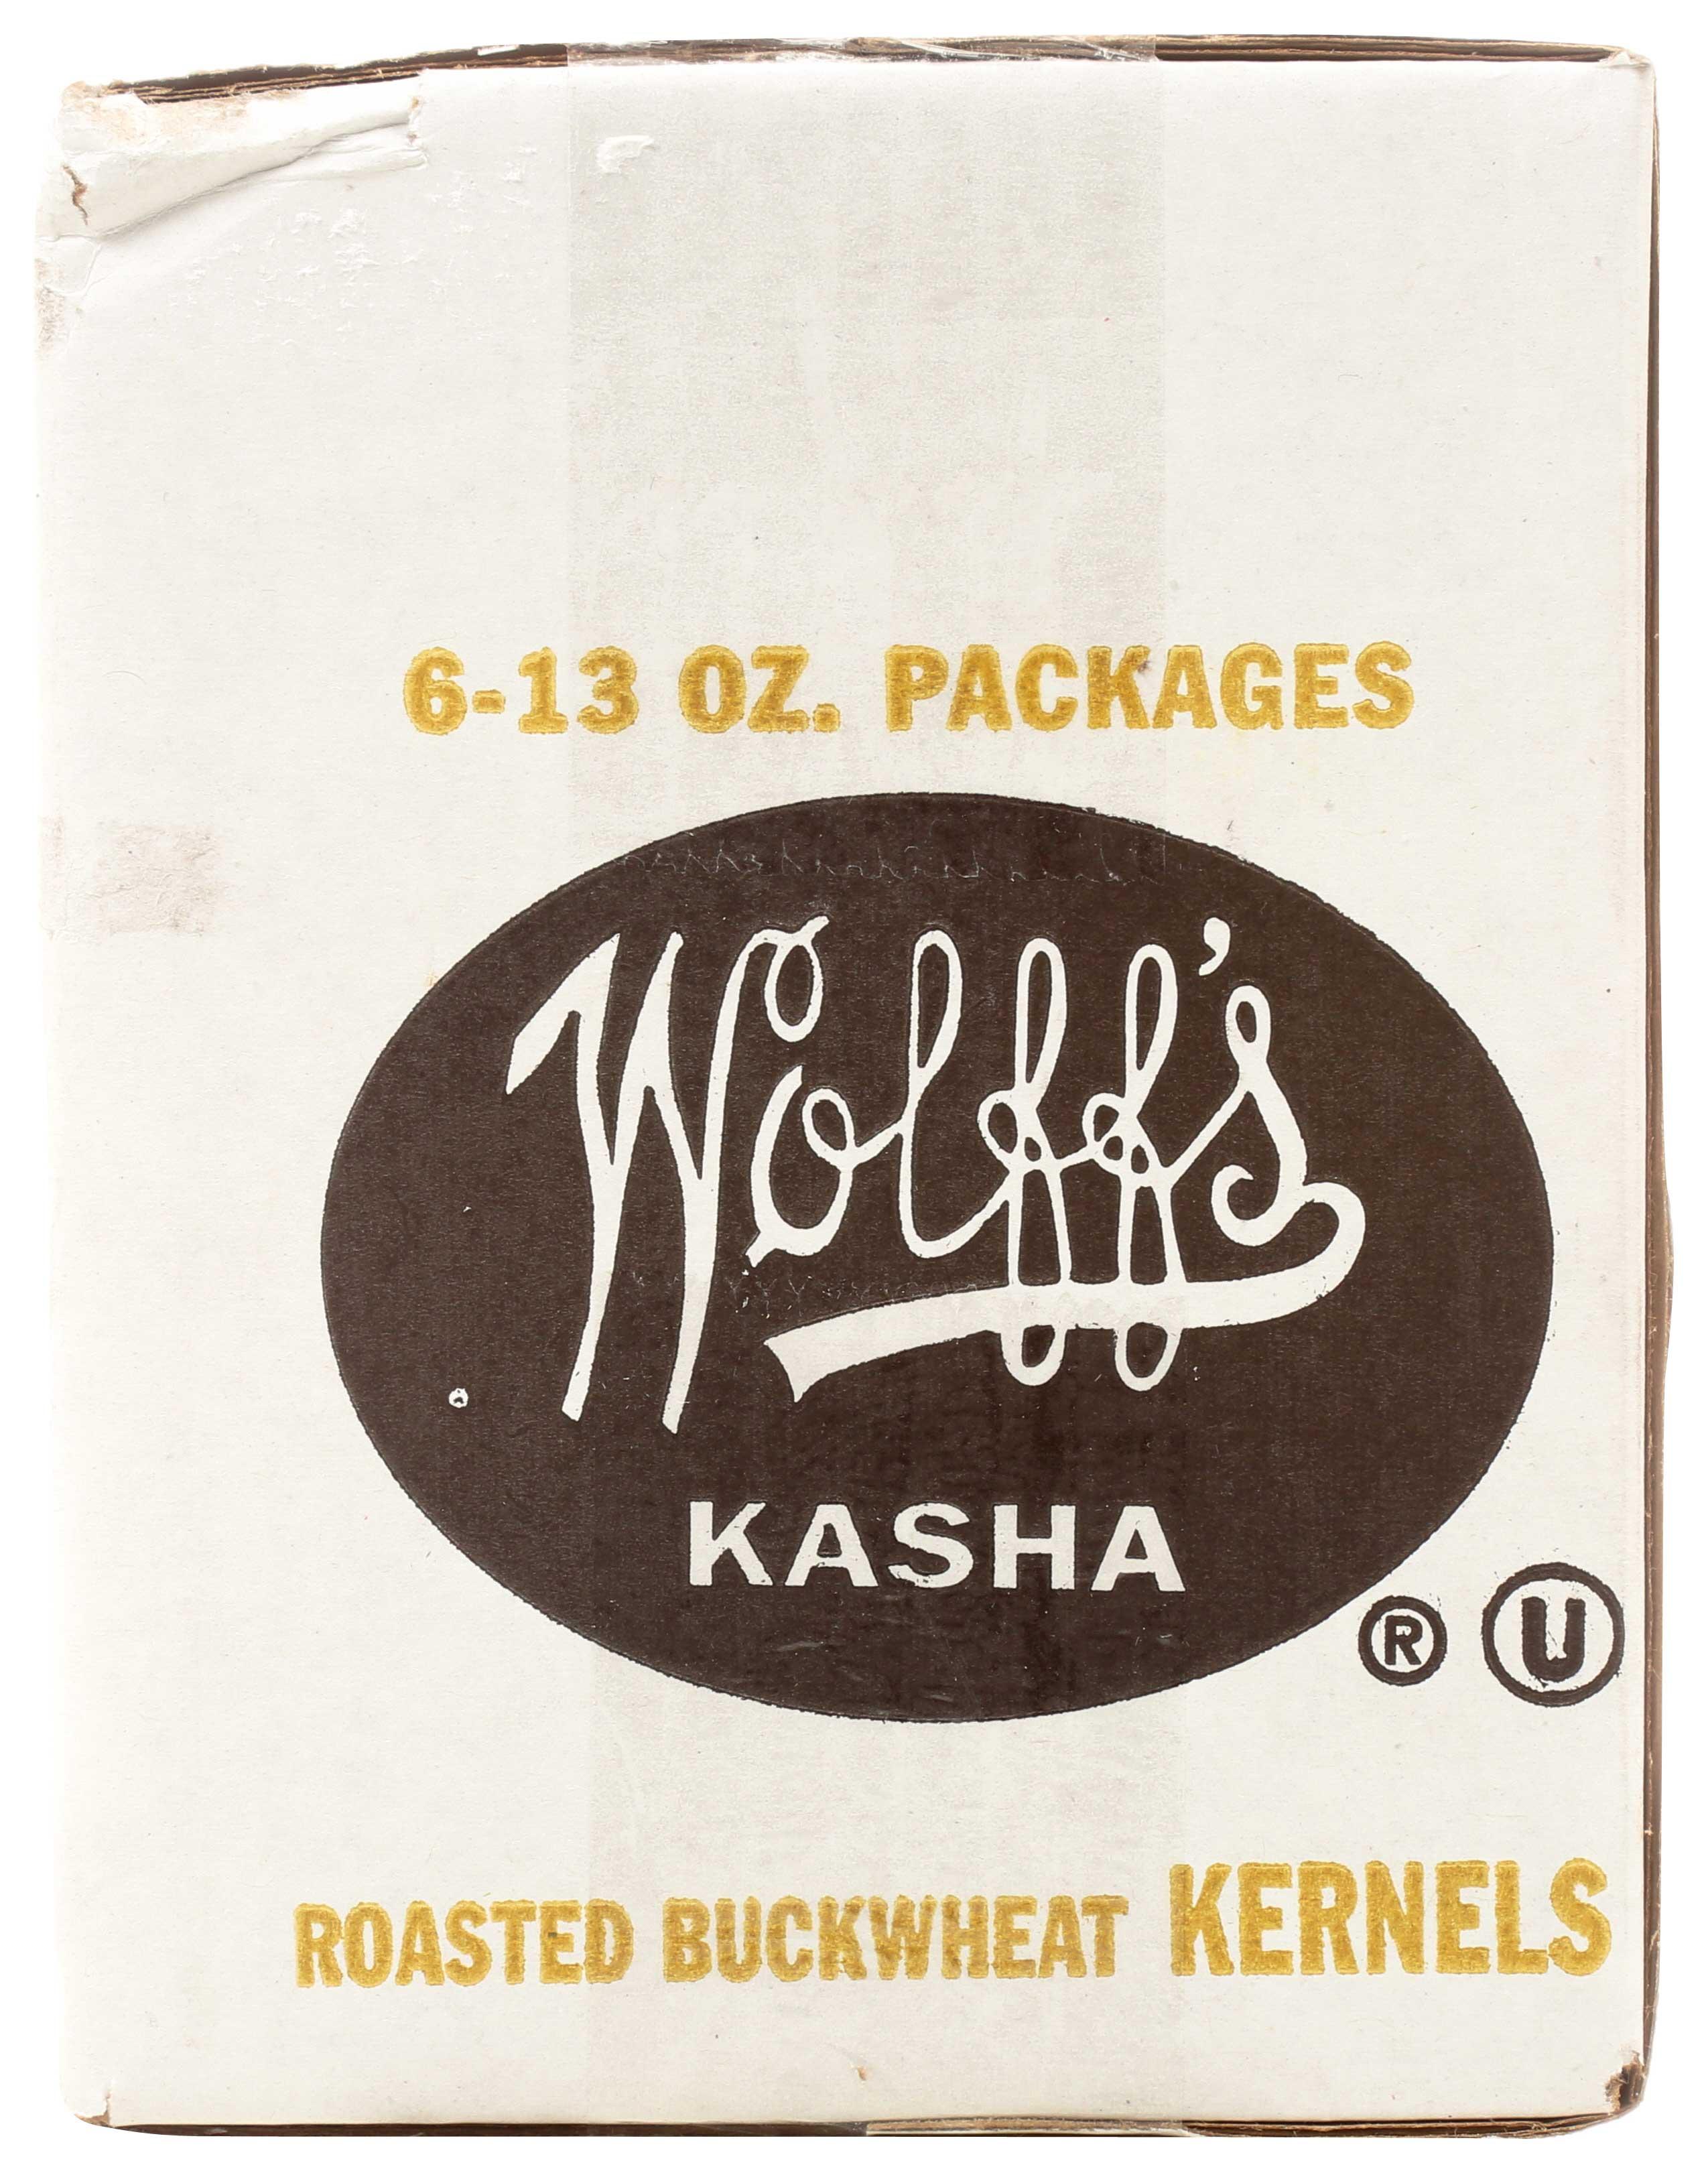 6-13 OZ. PACKAGES
Wolff's
KASHA
® Ⓤ
ROASTED BUCKWHEAT KERNELS